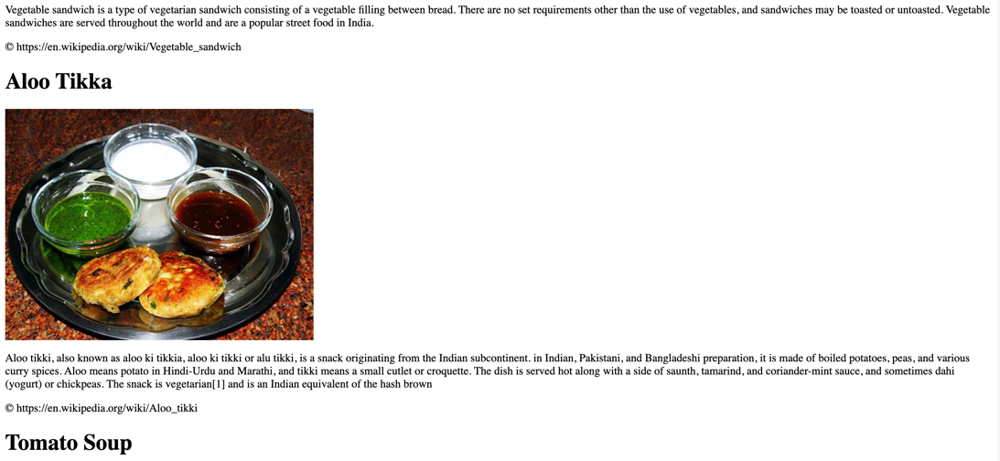 Vegetable sandwich is a type of vegetarian sandwich consisting of a vegetable filling between bread. There are no set requirements other than the use of vegetables, and sandwiches may be toasted or untoasted. Vegetable
sandwiches are served throughout the world and are a popular street food in India.
© https://en.wikipedia.org/wiki/Vegetable_sandwich
Aloo Tikka
Aloo tikki, also known as aloo ki tikkia, aloo ki tikki or alu tikki, is a snack originating from the Indian subcontinent. in Indian, Pakistani, and Bangladeshi preparation, it is made of boiled potatoes, peas, and various
curry spices. Aloo means potato in Hindi-Urdu and Marathi, and tikki means a small cutlet or croquette. The dish is served hot along with a side of saunth, tamarind, and coriander-mint sauce, and sometimes dahi
(yogurt) or chickpeas. The snack is vegetarian[1] and is an Indian equivalent of the hash brown
© https://en.wikipedia.org/wiki/Aloo_tikki
Tomato Soup